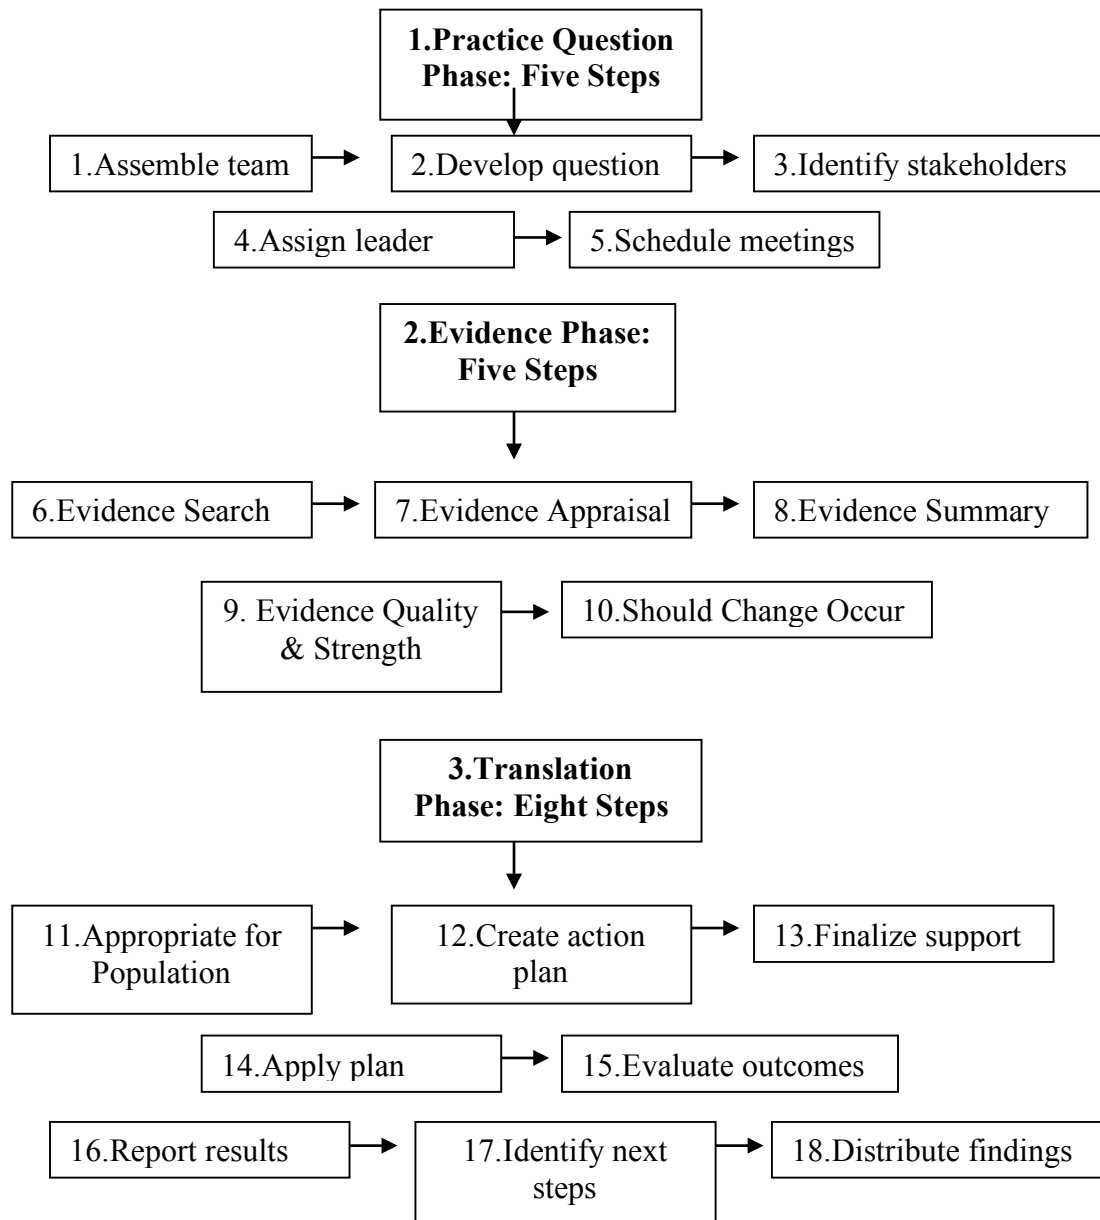 1.Practice Question
Phase: Five Steps
1.Assemble team
2.Develop question
3.Identify stakeholders
4.Assign leader
5.Schedule meetings
2.Evidence Phase:
Five Steps
6.Evidence Search
7.Evidence Appraisal
8.Evidence Summary
9. Evidence Quality
& Strength
10.Should Change Occur
3.Translation
Phase: Eight Steps
11.Appropriate for
Population
12.Create action
plan
13.Finalize support
14.Apply plan
15.Evaluate outcomes
16.Report results
17.Identify next
steps
18.Distribute findings